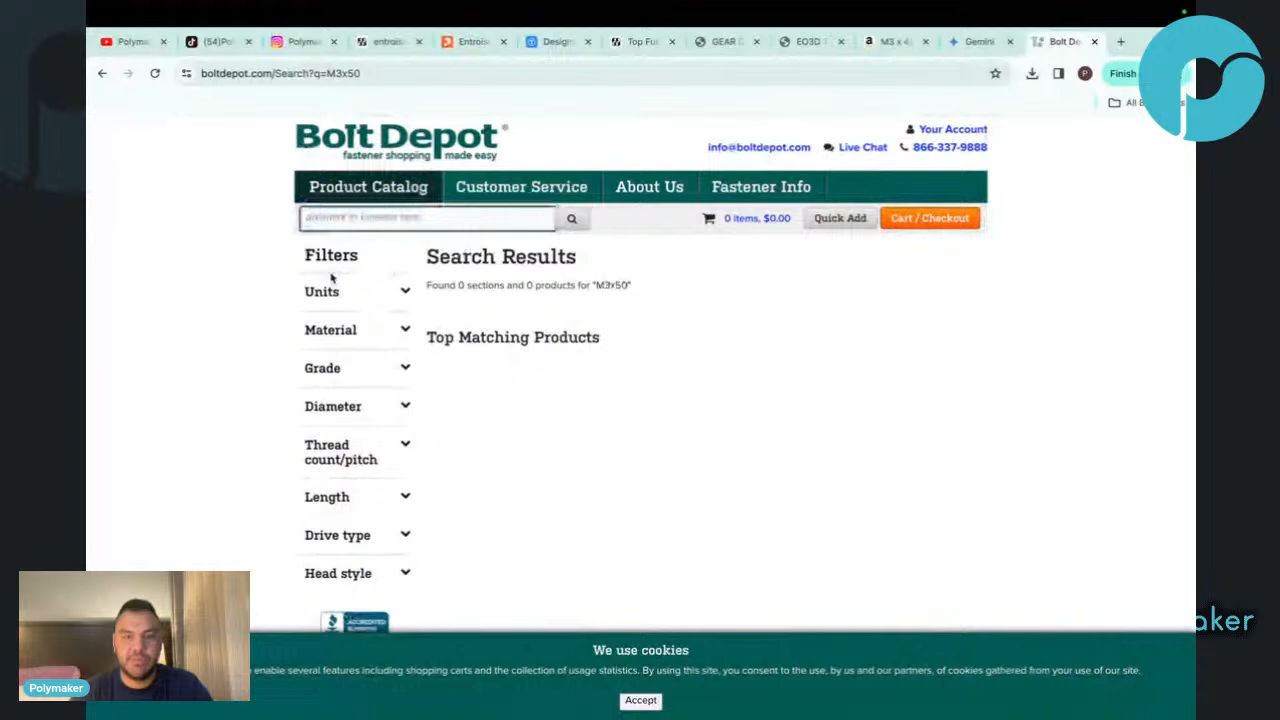 Polyma
(54)Po
Polyma
entrois
Entrois
Design
Top Fu
GEAR
EO3D
M3 x 4
Gemini
Bolt De
boltdepot.com/Search?q=M3x50
Finish
All B
Bolt Depot®
fastener shopping made easy
Your Account
info@boltdepot.com
Live Chat
866-337-9888
Product Catalog
Customer Service
About Us
Fastener Info
0 items, $0.00
Quick Add
Cart / Checkout
Filters
Units
Material
Grade
Diameter
Thread
count/pitch
Length
Drive type
Head style
Search Results
Found 0 sections and 0 products for "M3x50"
Top Matching Products
ACCREDITED
BUSINESS
We use cookies
enable several features including shopping carts and the collection of usage statistics. By using this site, you consent to the use, by us and our partners, of cookies gathered from your use of our site.
Accept
Polymaker
aker